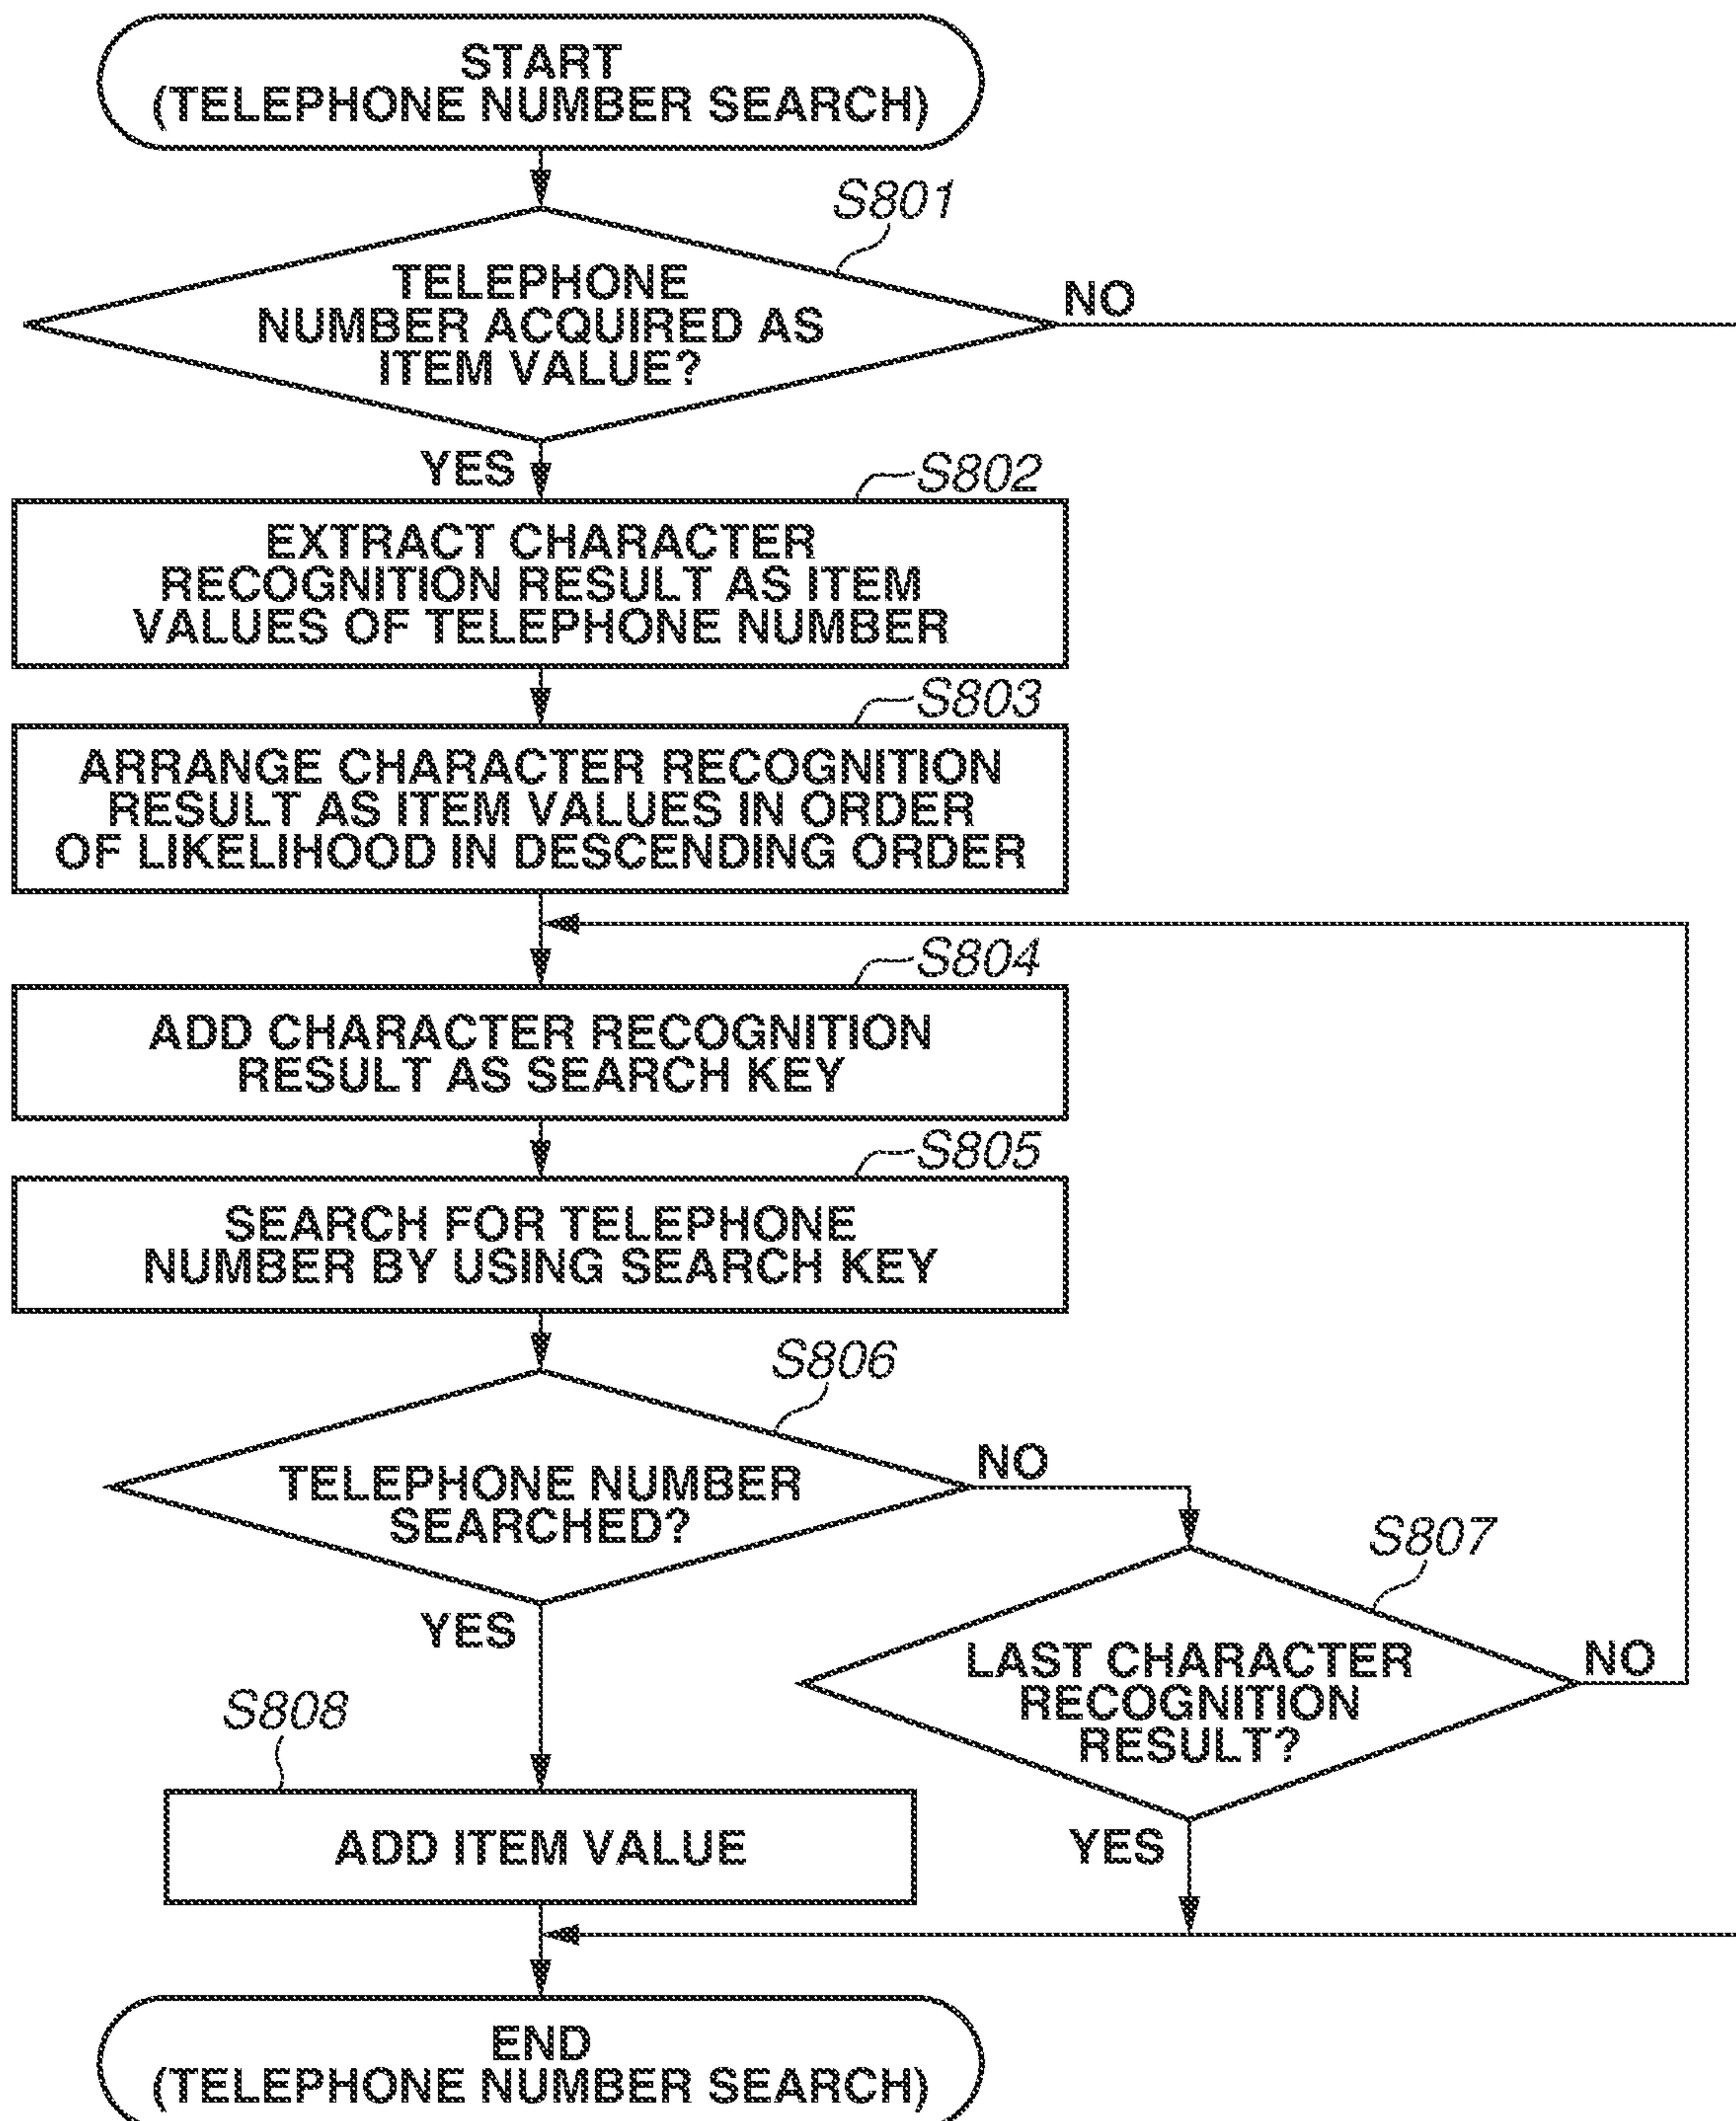 START
(TELEPHONE NUMBER SEARCH)
S801
TELEPHONE
NUMBER ACQUIRED AS
ITEM VALUE?
NO
YES
S802
EXTRACT CHARACTER
RECOGNITION RESULT AS ITEM
VALUES OF TELEPHONE NUMBER
S803
ARRANGE CHARACTER RECOGNITION
RESULT AS ITEM VALUES IN ORDER
OF LIKELIHOOD IN DESCENDING ORDER
S804
ADD CHARACTER RECOGNITION
RESULT AS SEARCH KEY
S805
SEARCH FOR TELEPHONE
NUMBER BY USING SEARCH KEY
S806
TELEPHONE NUMBER
SEARCHED?
NO
YES
S807
LAST CHARACTER
RECOGNITION
RESULT?
NO
YES
S808
ADD ITEM VALUE
END
(TELEPHONE NUMBER SEARCH)